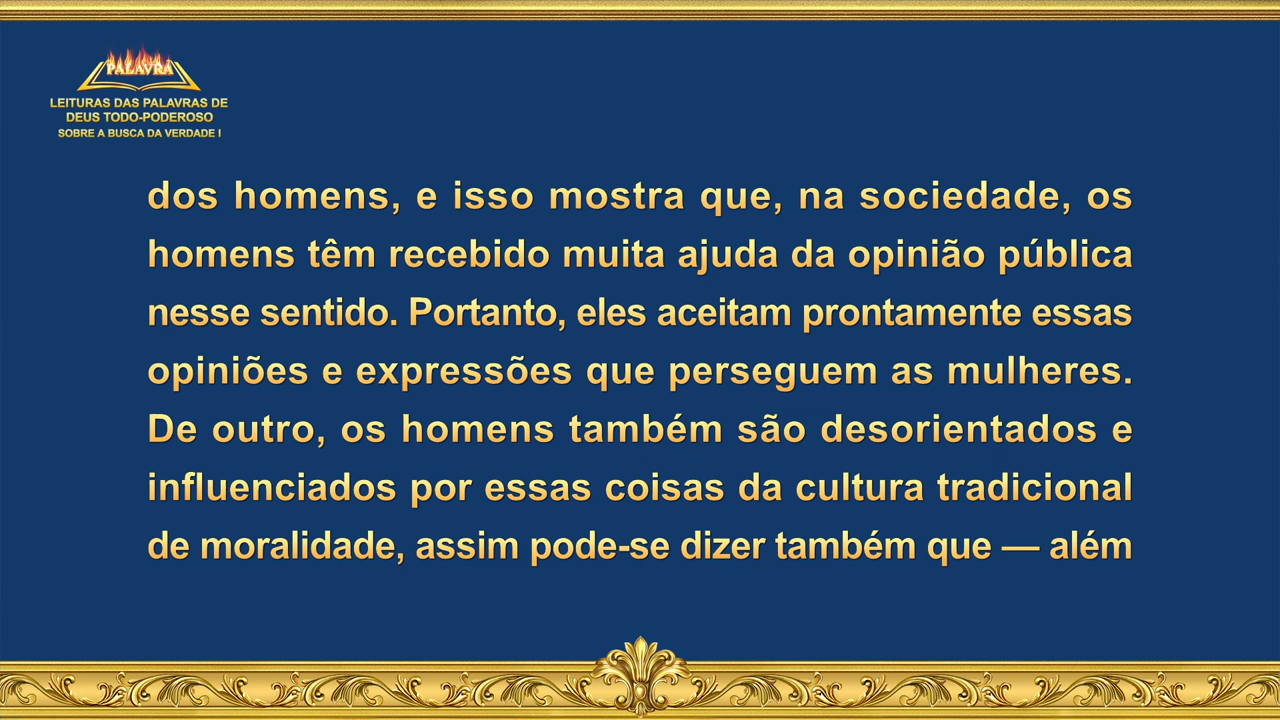 PALAVRA
LEITURAS DAS PALAVRAS DE
DEUS TODO-PODEROSO
SOBRE A BUSCA DA VERDADE I
dos homens, e isso mostra que, na sociedade, os
homens têm recebido muita ajuda da opinião pública
nesse sentido. Portanto, eles aceitam prontamente essas
opiniões e expressões que perseguem as mulheres.
De outro, os homens também são desorientados e
influenciados por essas coisas da cultura tradicional
de moralidade, assim pode-se dizer também que — além